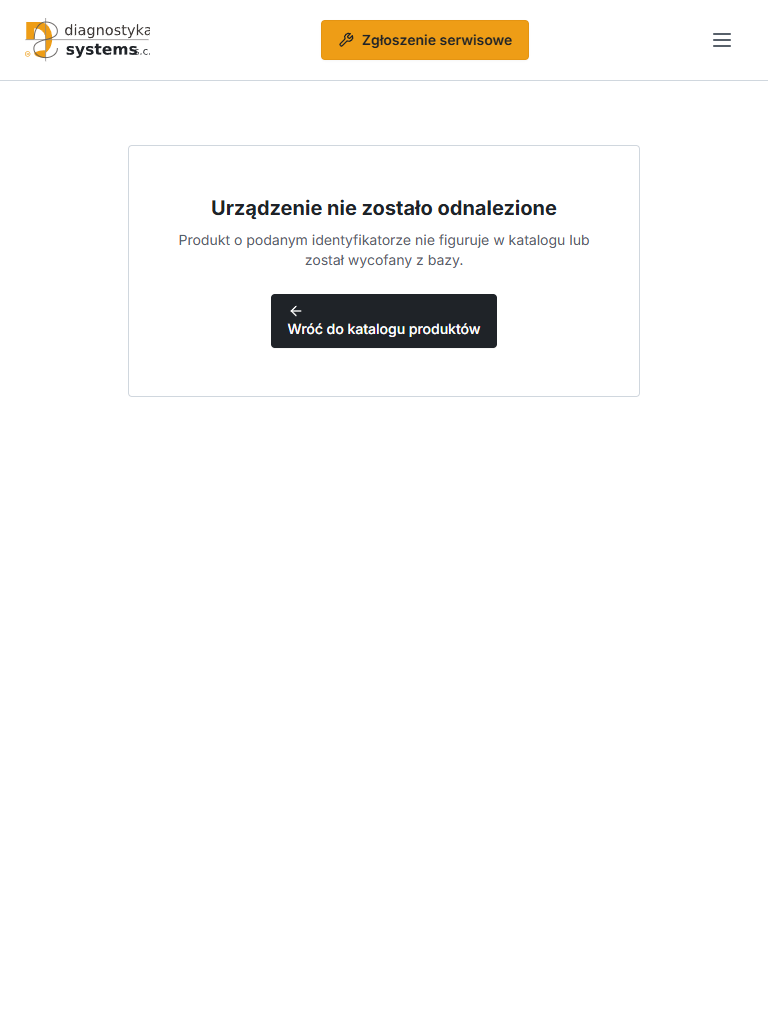 diagnostyka
systems s.c.
Zgłoszenie serwisowe
Urządzenie nie zostało odnalezione
Produkt o podanym identyfikatorze nie figuruje w katalogu lub
został wycofany z bazy.
Wróć do katalogu produktów